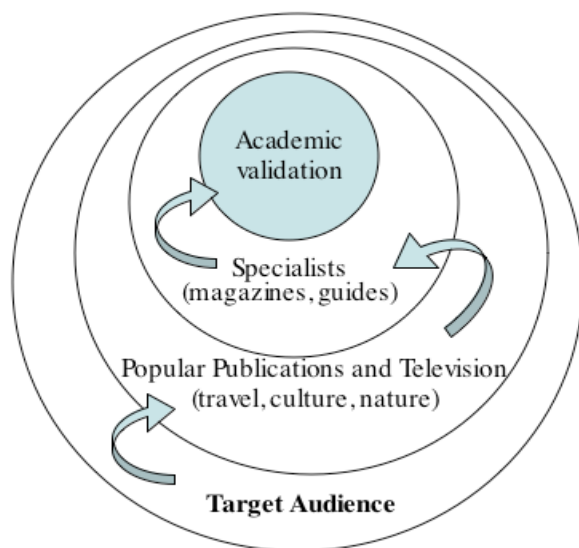 Academic
validation
Specialists
(magazines, guides)
Popular Publications and Television
(travel, culture, nature)
Target Audience